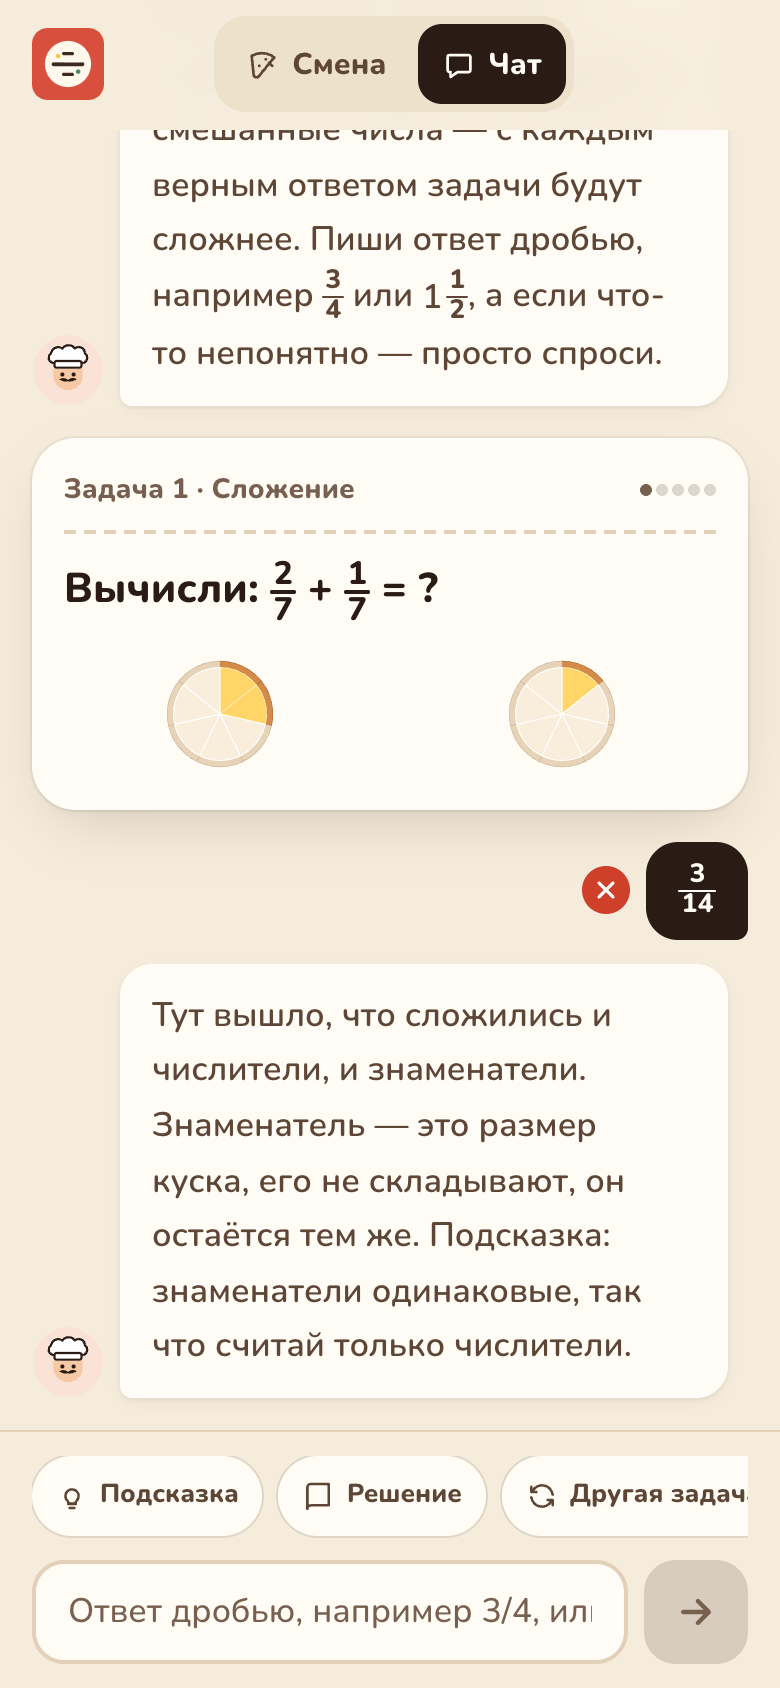 Смена
Чат
смешанные числа — с каждым
верным ответом задачи будут
сложнее. Пиши ответ дробью,
например 3/4 или 1 1/2, а если что-
то непонятно — просто спроси.
Задача 1 · Сложение
Вычисли: 2/7 + 1/7 = ?
3/14
Тут вышло, что сложились и
числители, и знаменатели.
Знаменатель — это размер
куска, его не складывают, он
остаётся тем же. Подсказка:
знаменатели одинаковые, так
что считай только числители.
Подсказка
Решение
Другая задача
Ответ дробью, например 3/4, или